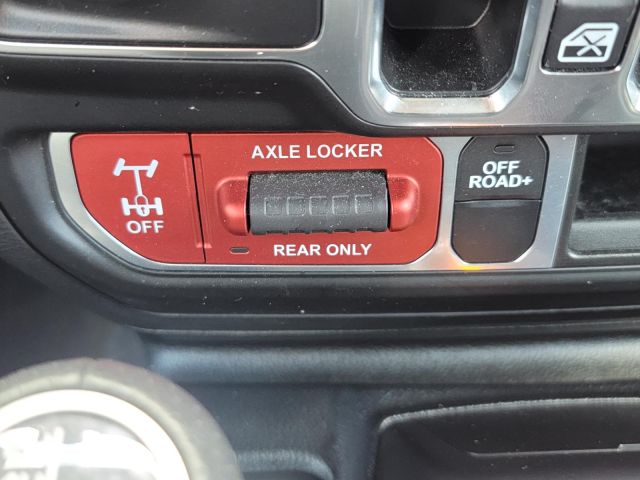 AXLE LOCKER
OFF
REAR ONLY
OFF
ROAD+